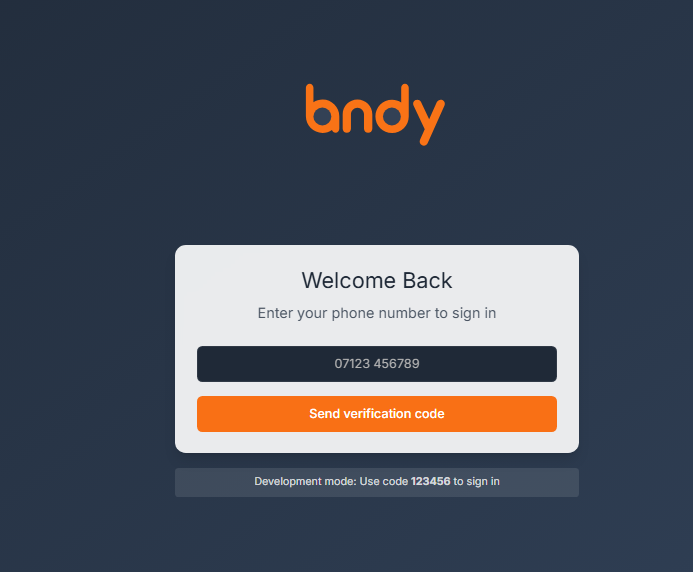 bndy
Welcome Back
Enter your phone number to sign in
07123 456789
Send verification code
Development mode: Use code 123456 to sign in